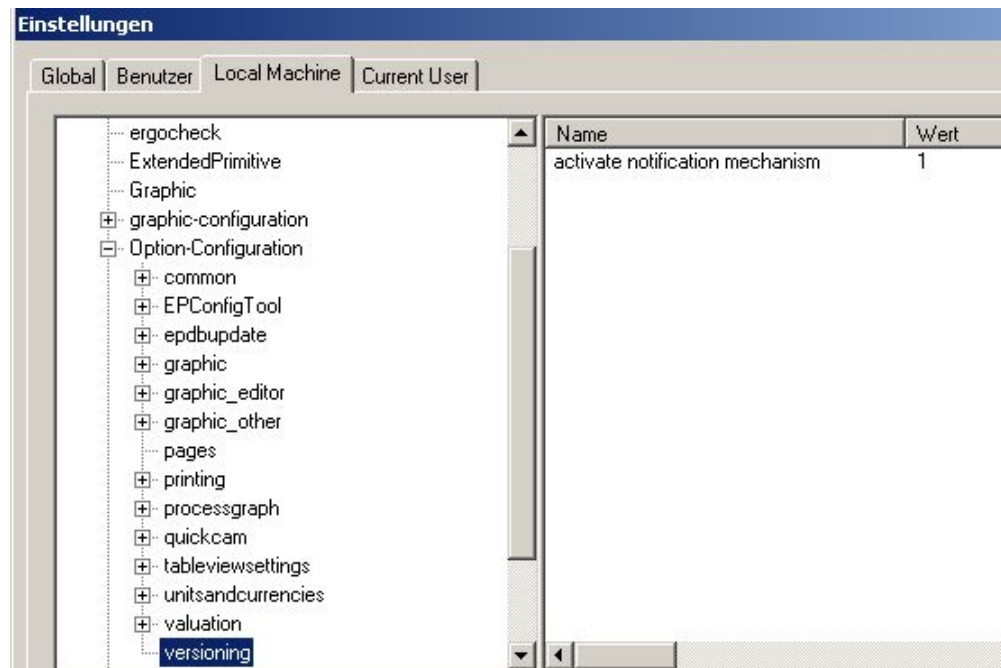 Einstellungen
Global Benutzer Local Machine Current User
ergocheck
ExtendedPrimitive
Graphic
graphic-configuration
Option-Configuration
common
EPConfigTool
epdbupdate
graphic
graphic_editor
graphic_other
pages
printing
processgraph
quickcam
tableviewsettings
unitsandcurrencies
valuation
versioning
Name Wert
activate notification mechanism 1